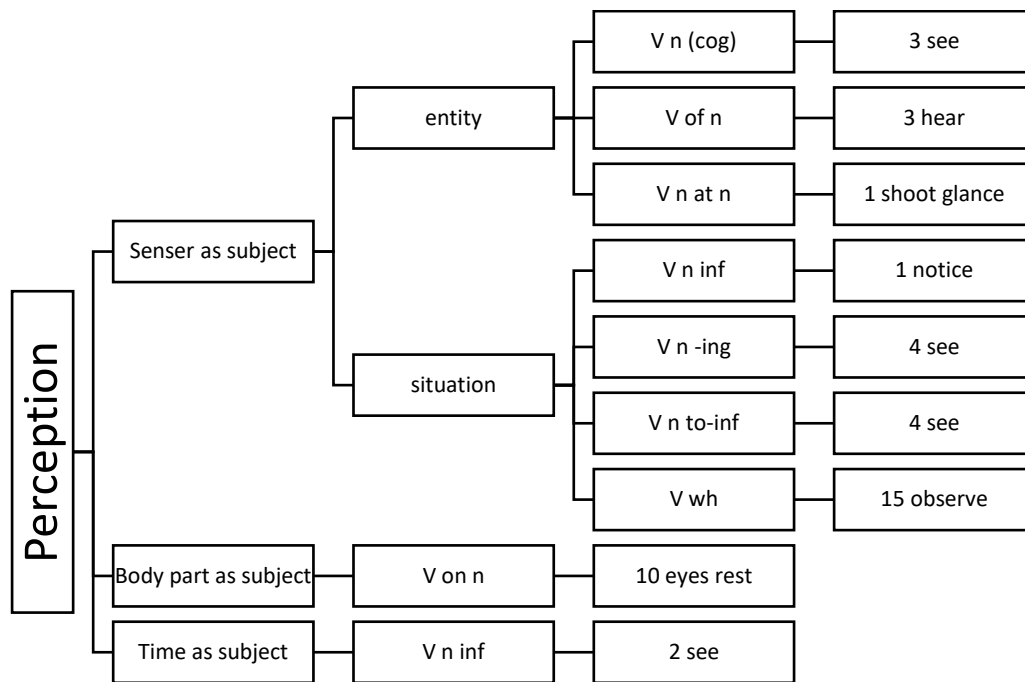 Perception
Senser as subject
entity
V n (cog)
3 see
V of n
3 hear
V n at n
1 shoot glance
situation
V n inf
1 notice
V n -ing
4 see
V n to-inf
4 see
V wh
15 observe
Body part as subject
V on n
10 eyes rest
Time as subject
V n inf
2 see